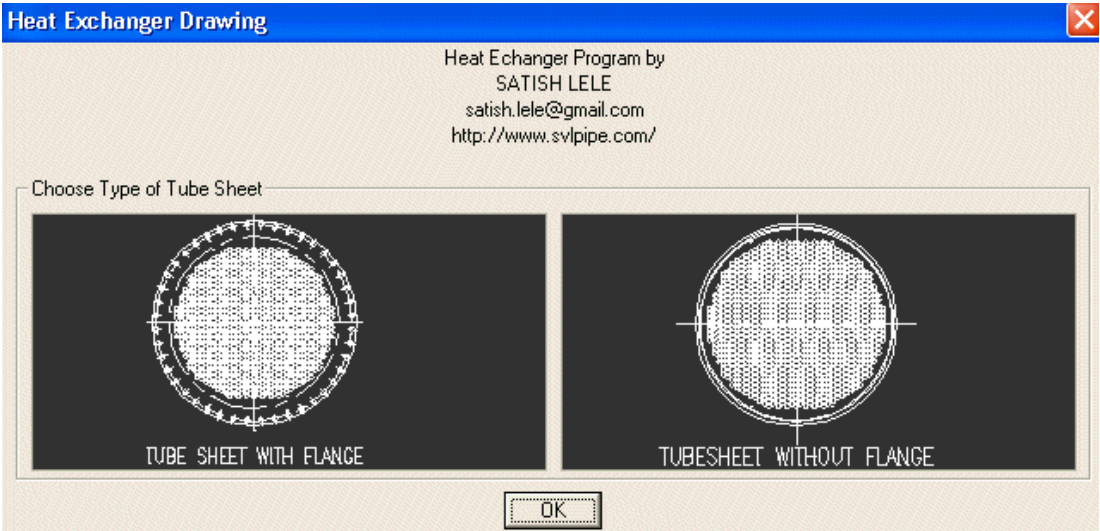 Heat Exchanger Drawing
Heat Echanger Program by
SATISH LELE
satish.lele@gmail.com
http://www.svlpipe.com/
Choose Type of Tube Sheet
TUBE SHEET WITH FLANGE
TUBESHEET WITHOUT FLANGE
OK